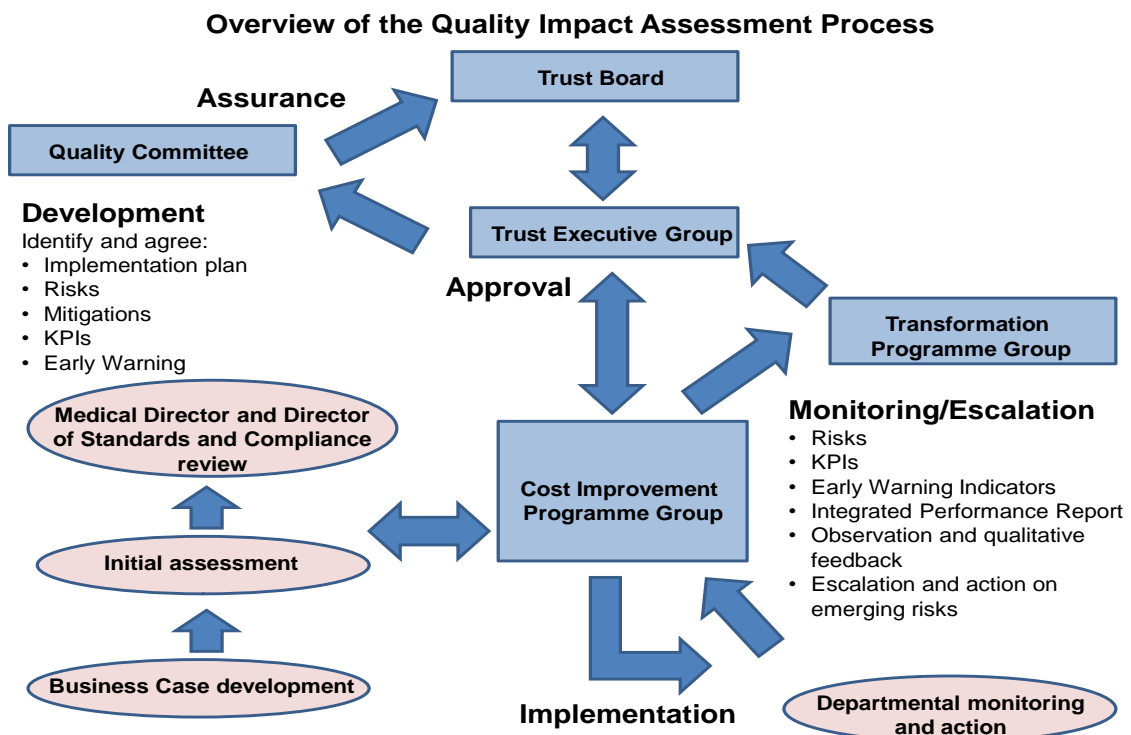 Overview of the Quality Impact Assessment Process
Trust Board
Assurance
Quality Committee
Development
Identify and agree:
• Implementation plan
• Risks
• Mitigations
• KPIs
• Early Warning
Trust Executive Group
Approval
Transformation
Programme Group
Medical Director and Director
of Standards and Compliance
review
Initial assessment
Business Case development
Cost Improvement
Programme Group
Monitoring/Escalation
• Risks
• KPIs
• Early Warning Indicators
• Integrated Performance Report
• Observation and qualitative
feedback
• Escalation and action on
emerging risks
Implementation
Departmental monitoring
and action